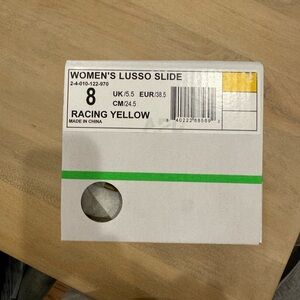 WOMEN'S LUSSO SLIDE
2-4-010-122-970
8 UK/5.5 EUR/38.5
CM/24.5
RACING YELLOW
MADE IN CHINA